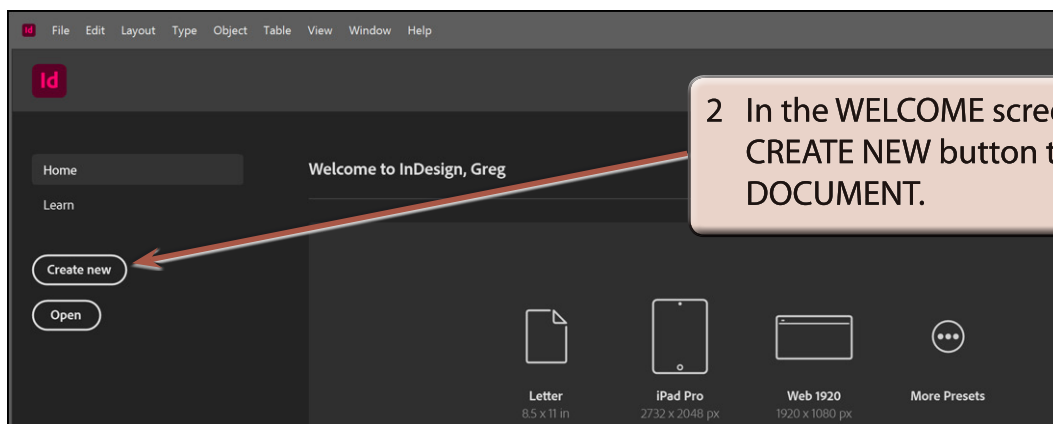 Id File Edit Layout Type Object Table View Window Help
Id
2 In the WELCOME
CREATE NEW button
DOCUMENT.
Home
Welcome to InDesign, Greg
Learn
Create new
Open
Letter
8.5 x 11 in
iPad Pro
2732 x 2048 px
Web 1920
1920 x 1080 px
More Presets